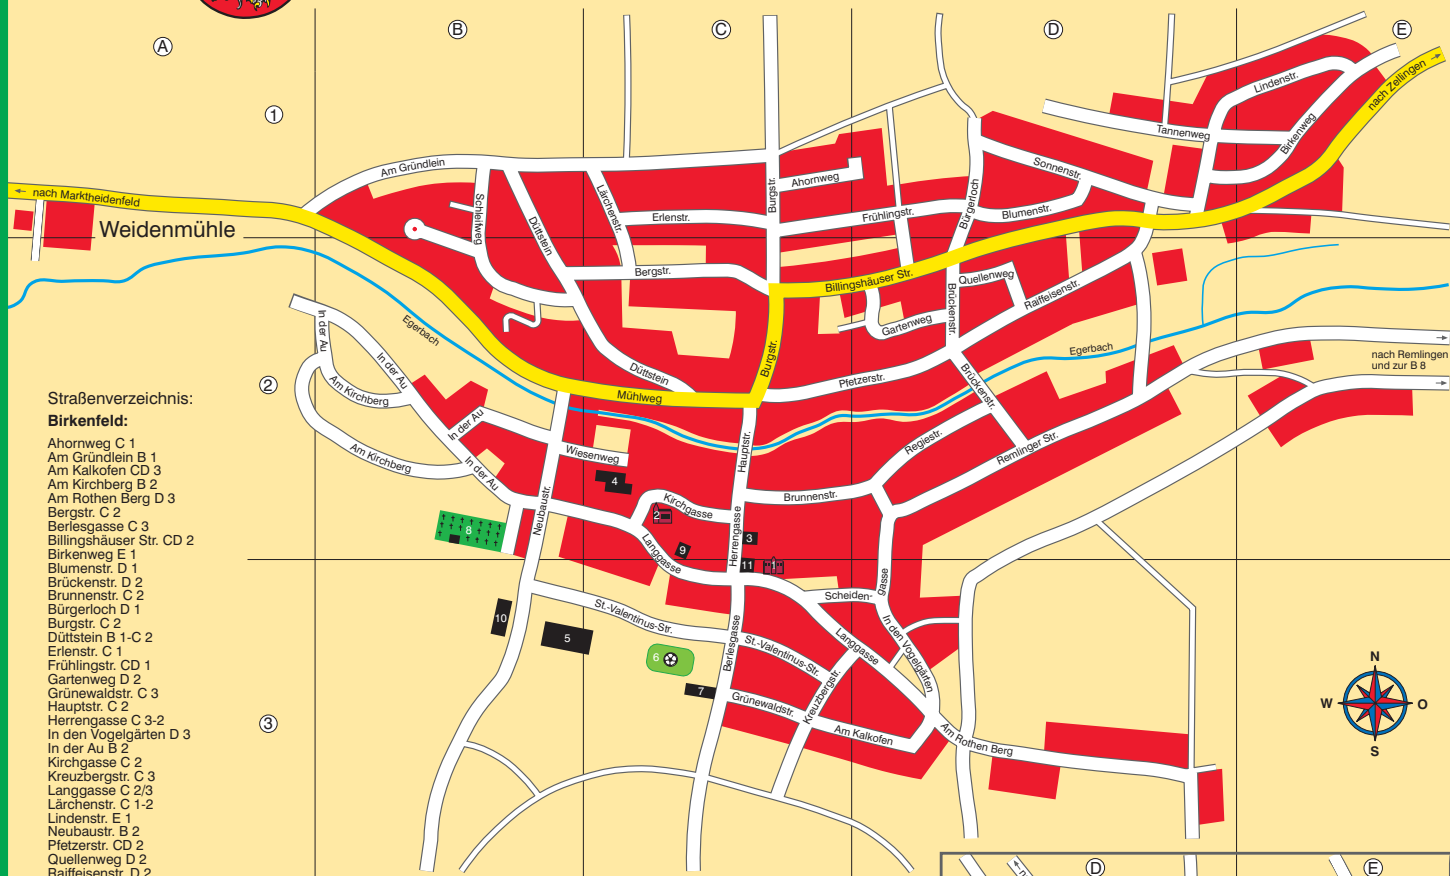 A
B
C
D
E
1
nach Zellingen
Lindenstr.
Tannenweg
Birkenweg
Am Gründlein
Sonnenstr.
Ahornweg
nach Marktheidenfeld
Schleifweg
Lärchenstr.
Burgstr.
Bürgerloch
Erlenstr.
Frühlingstr.
Blumenstr.
Weidenmühle
Düttstein
Bergstr.
Billingshäuser Str.
Quellenweg
Raiffeisenstr.
Brückenstr.
Gartenweg
In der Au
Egerbach
Egerbach
Burgstr.
nach Remlingen
und zur B 8
In der Au
2
Am Kirchberg
Düttstein
Pfetzerstr.
Brückenstr.
Mühlweg
Straßenverzeichnis:
Birkenfeld:
Ahornweg C 1
Am Gründlein B 1
Am Kalkofen CD 3
Am Kirchberg B 2
Am Rothen Berg D 3
Bergstr. C 2
Berlesgasse C 3
Billingshäuser Str. CD 2
Birkenweg E 1
Blumenstr. D 1
Brückenstr. D 2
Brunnenstr. C 2
Bürgerloch D 1
Burgstr. C 2
Düttstein B 1-C 2
Erlenstr. C 1
Frühlingstr. CD 1
Gartenweg D 2
Grünewaldstr. C 3
Hauptstr. C 2
Herrengasse C 3-2
In den Vogelgärten D 3
In der Au B 2
Kirchgasse C 2
Kreuzbergstr. C 3
Langgasse C 2/3
Lärchenstr. C 1-2
Lindenstr. E 1
Neubaustr. B 2
Pfetzerstr. CD 2
Quellenweg D 2
Raiffeisenstr. D 2
In der Au
Am Kirchberg
In der Au
Wiesenweg
Hauptstr.
Regiestr.
Remlinger Str.
4
Neubaustr.
Kirchgasse
Brunnenstr.
2
8
Herrengasse
3
9
Langgasse
11
1
Scheiden-
gasse
10
5
St.-Valentinus-Str.
6
Berlesgasse
St.-Valentinus-Str.
Langgasse
In den Vogelgärten
7
Grünewaldstr.
Kreuzbergstr.
Am Kalkofen
Am Rothen Berg
3
N
W
O
S
D
E